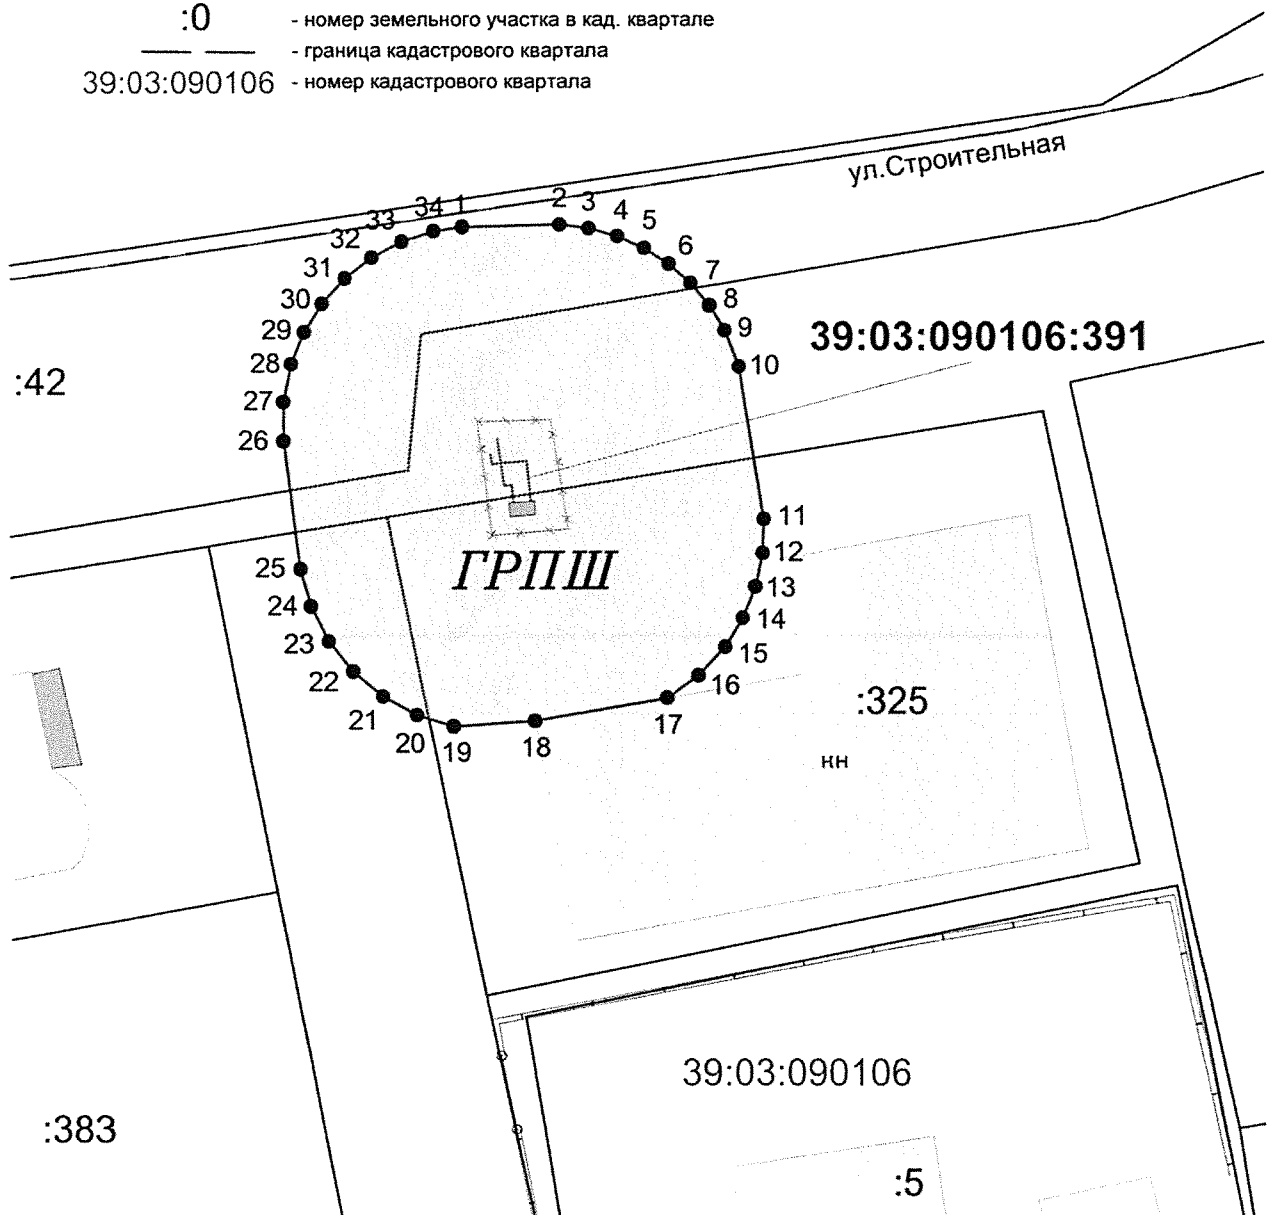 :0 - номер земельного участка в кад. квартале
- граница кадастрового квартала
39:03:090106 - номер кадастрового квартала
ул.Строительная
33 34 1 2 3 4
32 5
31 6
30 7
29 8
28 9
27 10
26
39:03:090106:391
:42
11
12
25 13
24 14
23 15
22 16
21 17
20 19 18
ГРПШ
:325
кн
39:03:090106
:383
:5